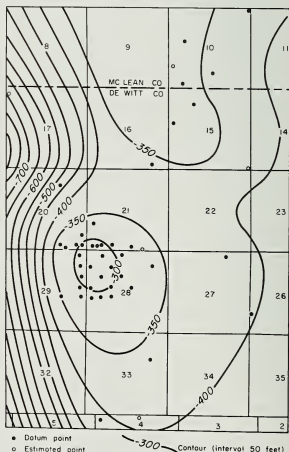 8 9 10 11
MC LEAN CO
DE WITT CO
17 16 15 14
-350
-700
-600
-500
-400
-350
20 21 22 23
-300
29 28 27 26
-350
32 33 34 35
-400
5 4 3 2
• Datum point -300 Contour (interval 50 feet)
○ Estimated point